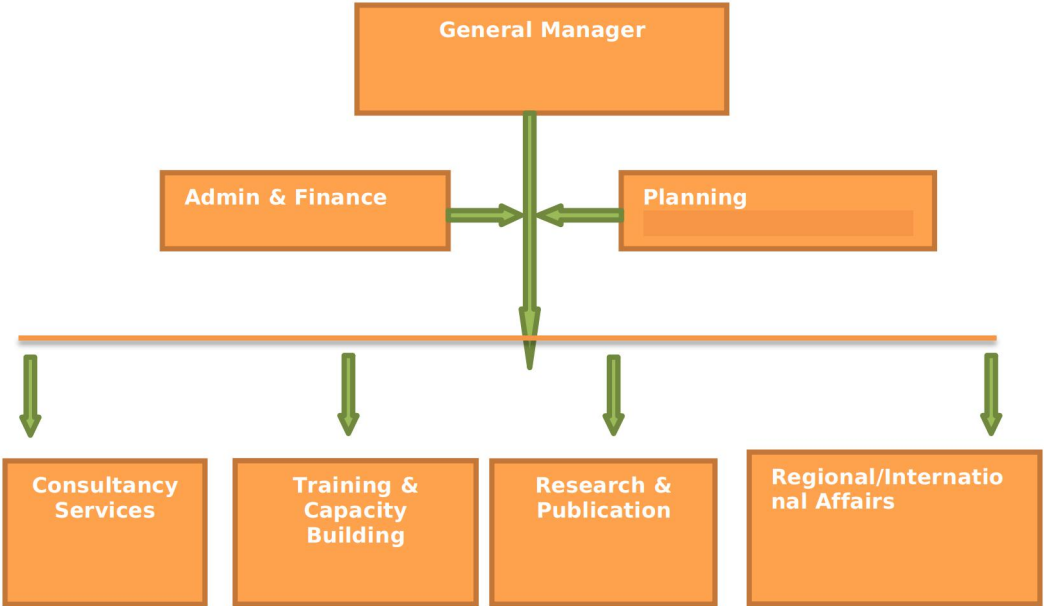 General Manager
Admin & Finance
Planning
Consultancy
Services
Training &
Capacity
Building
Research &
Publication
Regional/Internatio
nal Affairs